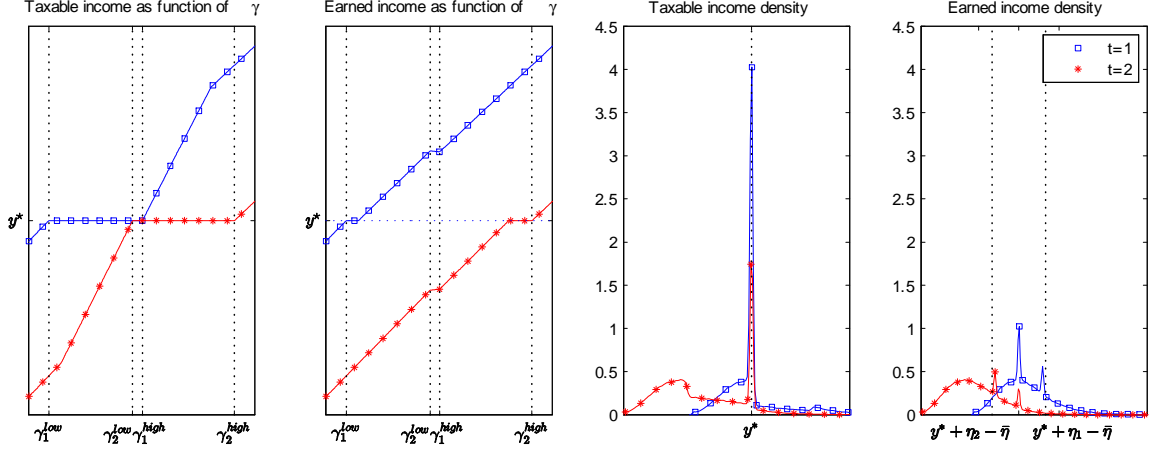 Taxable income as function of γ
Earned income as function of γ
Taxable income density
Earned income density
y*
γ₁ˡᵒʷ
γ₂ˡᵒʷ
γ₁ʰⁱᵍʰ
γ₂ʰⁱᵍʰ
y*
γ₁ˡᵒʷ
γ₂ˡᵒʷ
γ₁ʰⁱᵍʰ
γ₂ʰⁱᵍʰ
4.5
4
3.5
3
2.5
2
1.5
1
0.5
0
y*
4.5
4
3.5
3
2.5
2
1.5
1
0.5
0
t=1
t=2
y* + η₂ − η̄
y* + η₁ − η̄